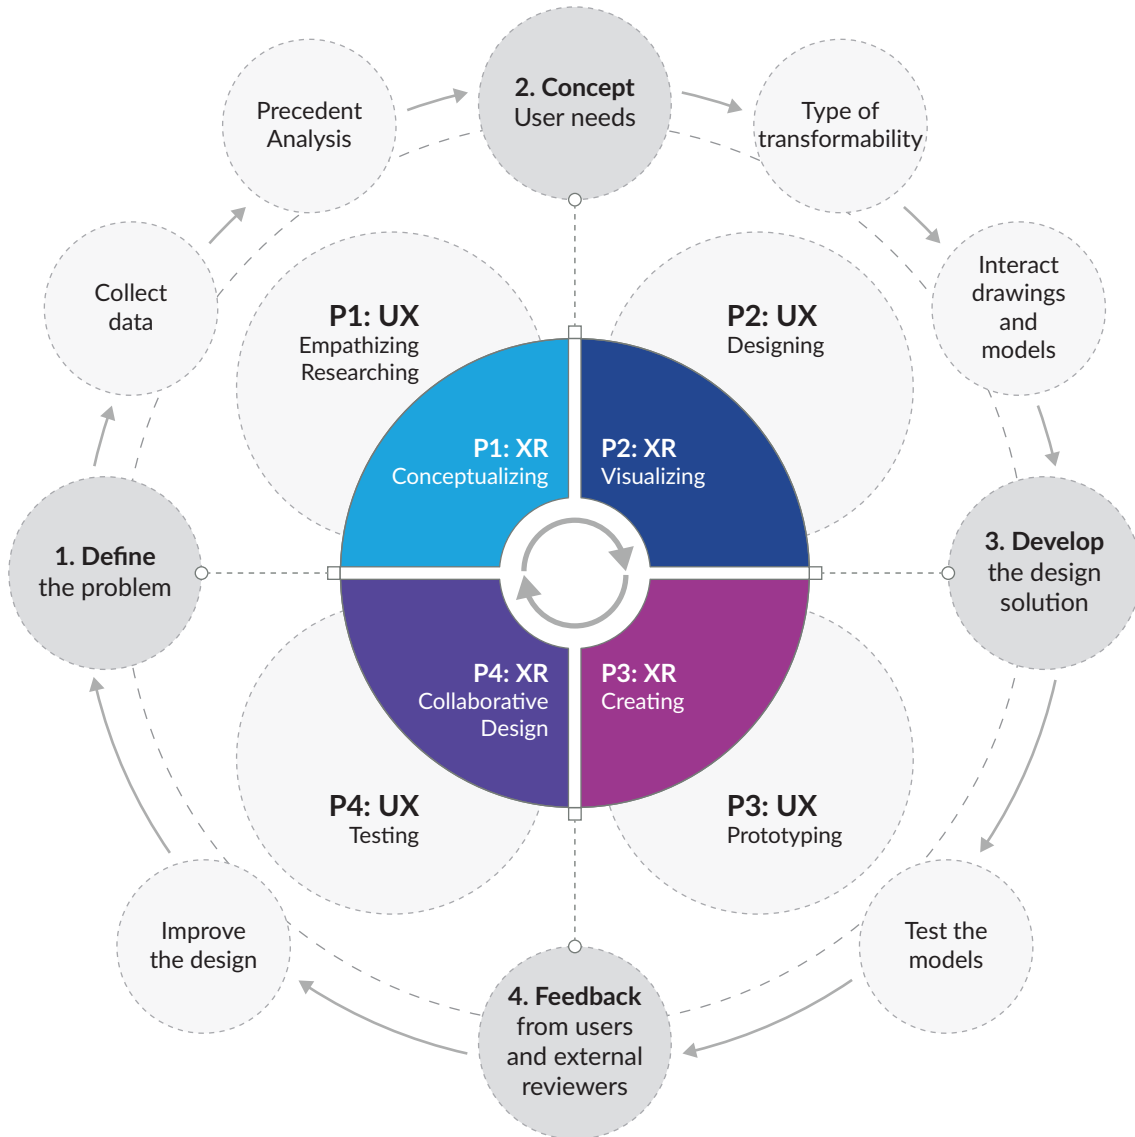 2. Concept
User needs
Precedent
Analysis
Type of
transformability
Collect
data
Interact
drawings
and
models
P1: UX
Empathizing
Researching
P2: UX
Designing
P1: XR
Conceptualizing
P2: XR
Visualizing
1. Define
the problem
3. Develop
the design
solution
P4: XR
Collaborative
Design
P3: XR
Creating
P4: UX
Testing
P3: UX
Prototyping
Improve
the design
Test the
models
4. Feedback
from users
and external
reviewers